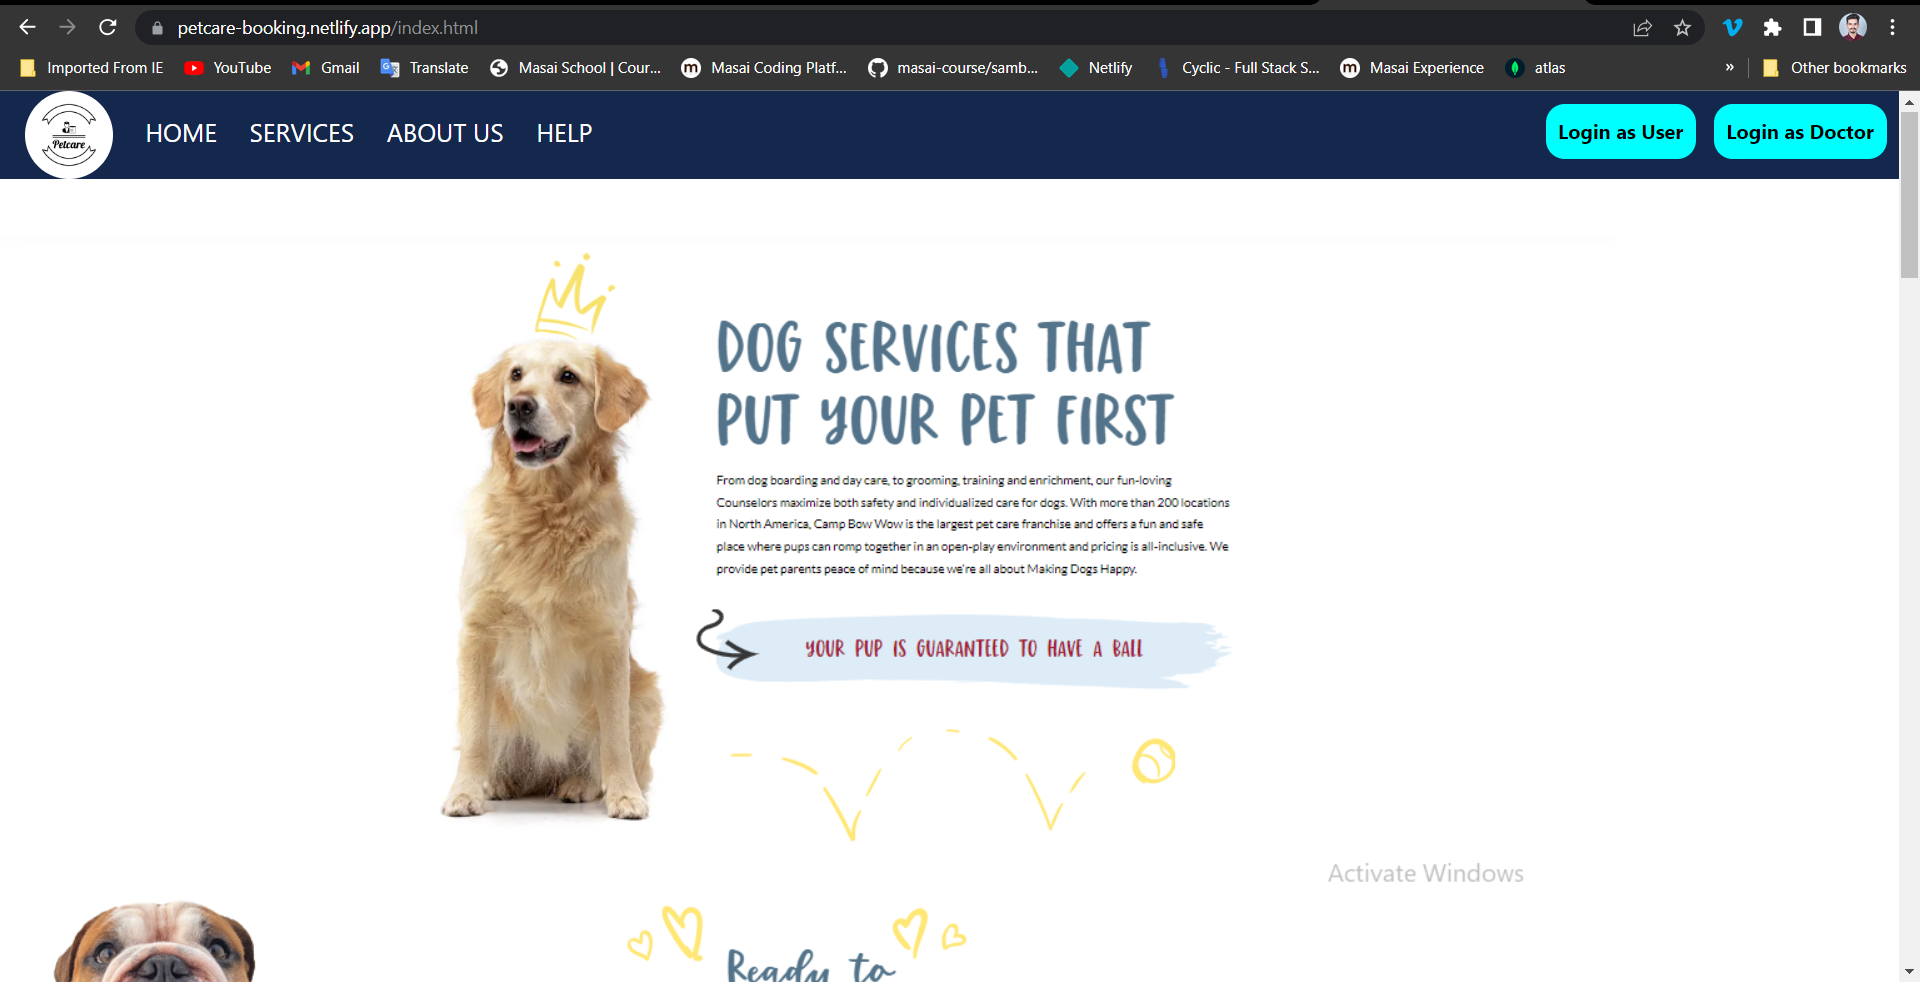 petcare-booking.netlify.app/index.html
Imported From IE YouTube Gmail Translate Masai School | Cour... Masai Coding Platf... masai-course/samb... Netlify Cyclic - Full Stack S... Masai Experience atlas » Other bookmarks
Petcare HOME SERVICES ABOUT US HELP Login as User Login as Doctor
DOG SERVICES THAT
PUT YOUR PET FIRST
From dog boarding and day care, to grooming, training and enrichment, our fun-loving
Counselors maximize both safety and individualized care for dogs. With more than 200 locations
in North America, Camp Bow Wow is the largest pet care franchise and offers a fun and safe
place where pups can romp together in an open-play environment and pricing is all-inclusive. We
provide pet parents peace of mind because we're all about Making Dogs Happy.
YOUR PUP IS GUARANTEED TO HAVE A BALL
Activate Windows
Ready to